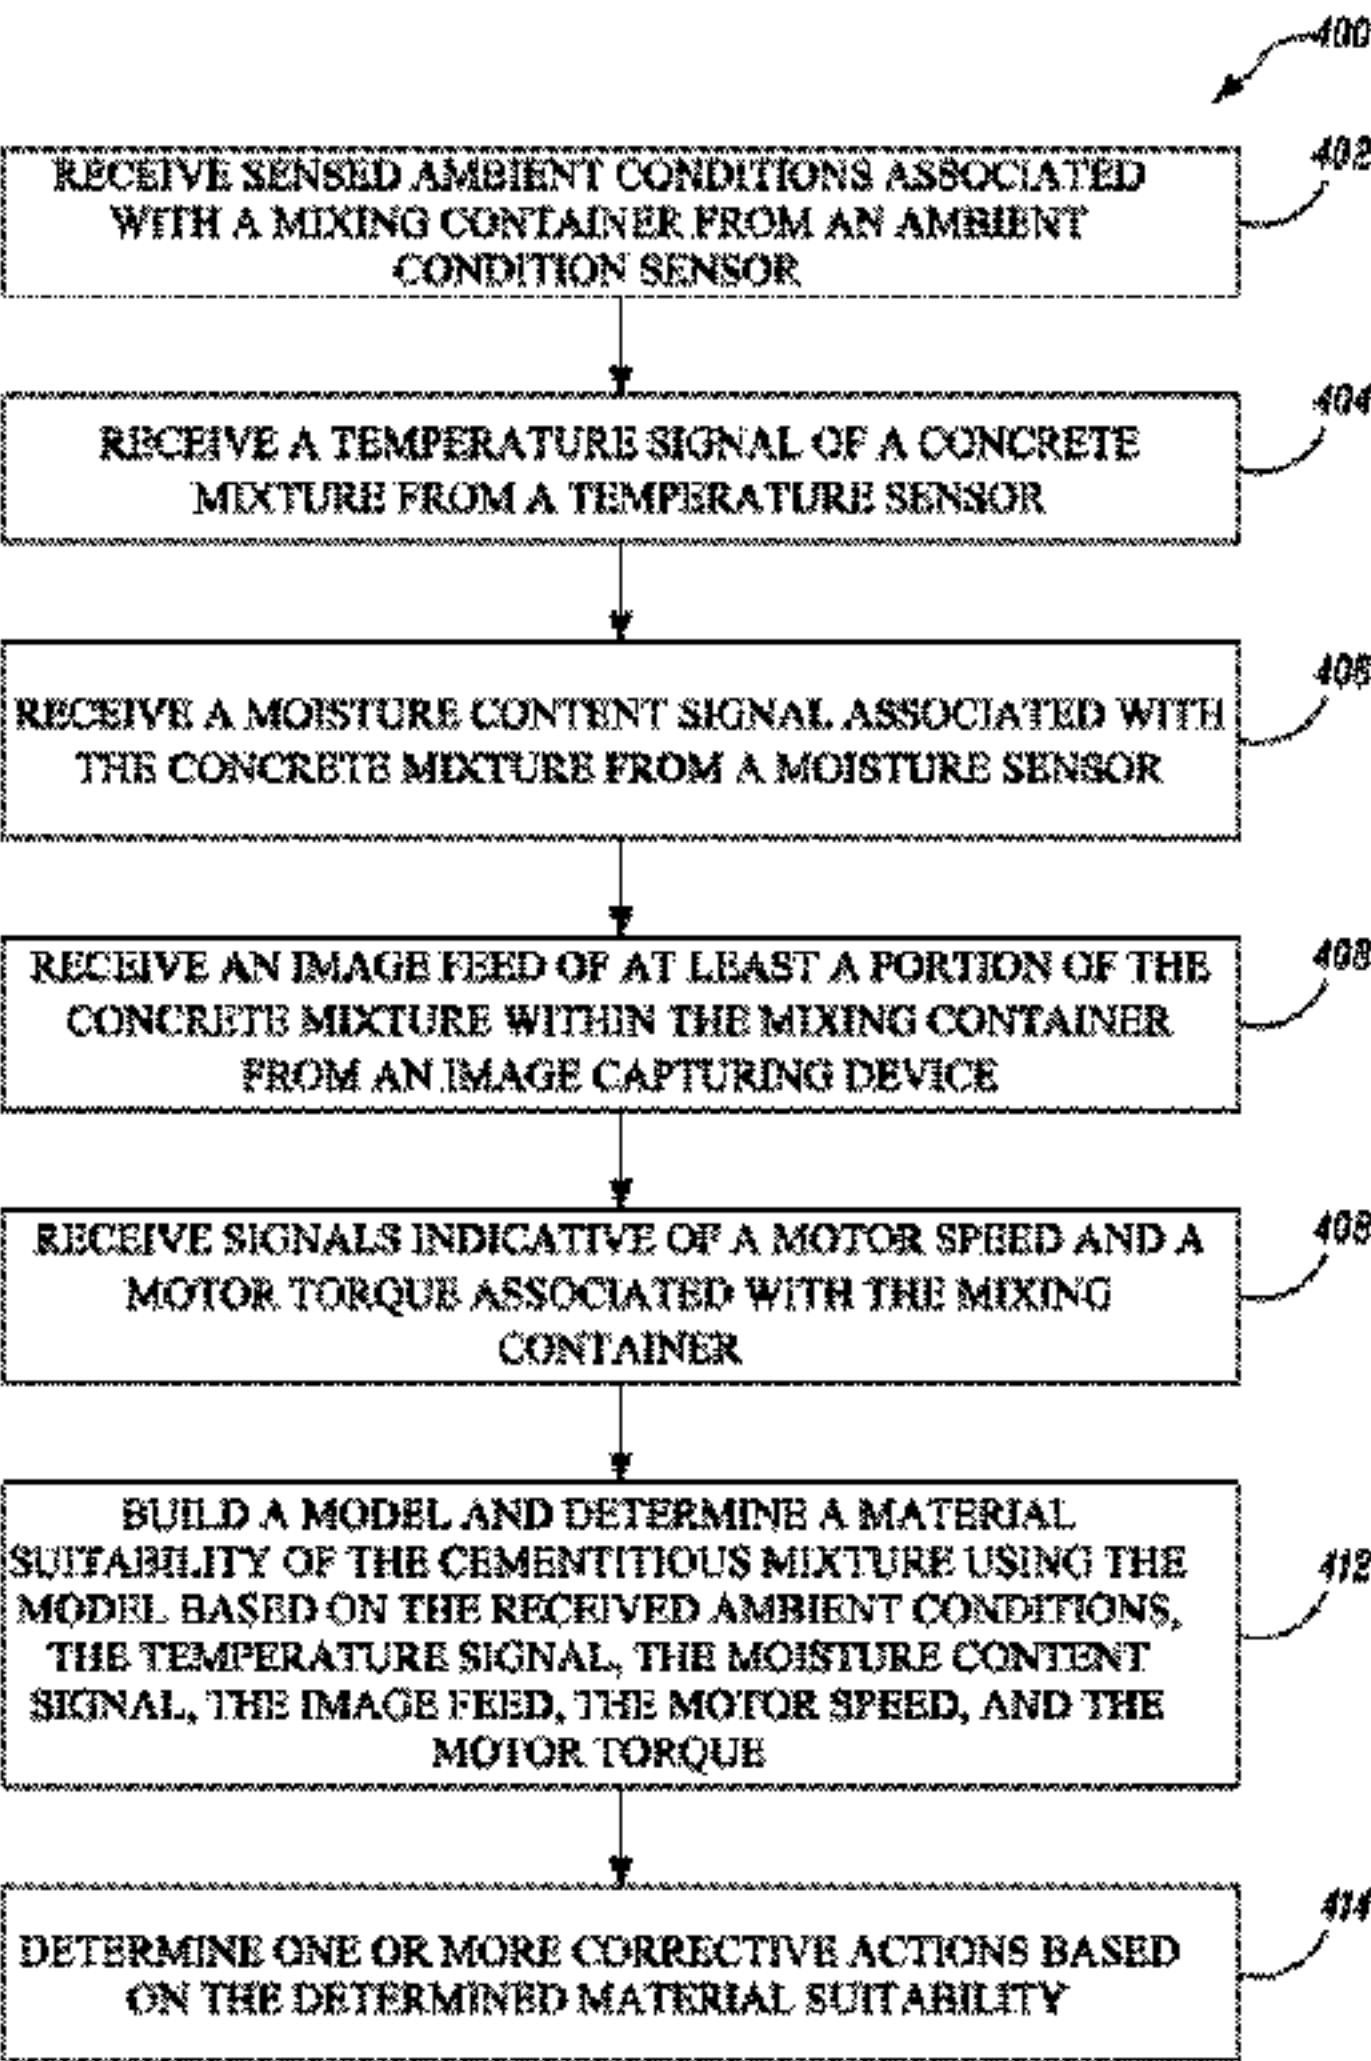 400
402
RECEIVE SENSED AMBIENT CONDITIONS ASSOCIATED
WITH A MIXING CONTAINER FROM AN AMBIENT
CONDITION SENSOR
404
RECEIVE A TEMPERATURE SIGNAL OF A CONCRETE
MIXTURE FROM A TEMPERATURE SENSOR
406
RECEIVE A MOISTURE CONTENT SIGNAL ASSOCIATED WITH
THE CONCRETE MIXTURE FROM A MOISTURE SENSOR
408
RECEIVE AN IMAGE FEED OF AT LEAST A PORTION OF THE
CONCRETE MIXTURE WITHIN THE MIXING CONTAINER
FROM AN IMAGE CAPTURING DEVICE
408
RECEIVE SIGNALS INDICATIVE OF A MOTOR SPEED AND A
MOTOR TORQUE ASSOCIATED WITH THE MIXING
CONTAINER
412
BUILD A MODEL AND DETERMINE A MATERIAL
SUITABILITY OF THE CEMENTITIOUS MIXTURE USING THE
MODEL BASED ON THE RECEIVED AMBIENT CONDITIONS,
THE TEMPERATURE SIGNAL, THE MOISTURE CONTENT
SIGNAL, THE IMAGE FEED, THE MOTOR SPEED, AND THE
MOTOR TORQUE
414
DETERMINE ONE OR MORE CORRECTIVE ACTIONS BASED
ON THE DETERMINED MATERIAL SUITABILITY